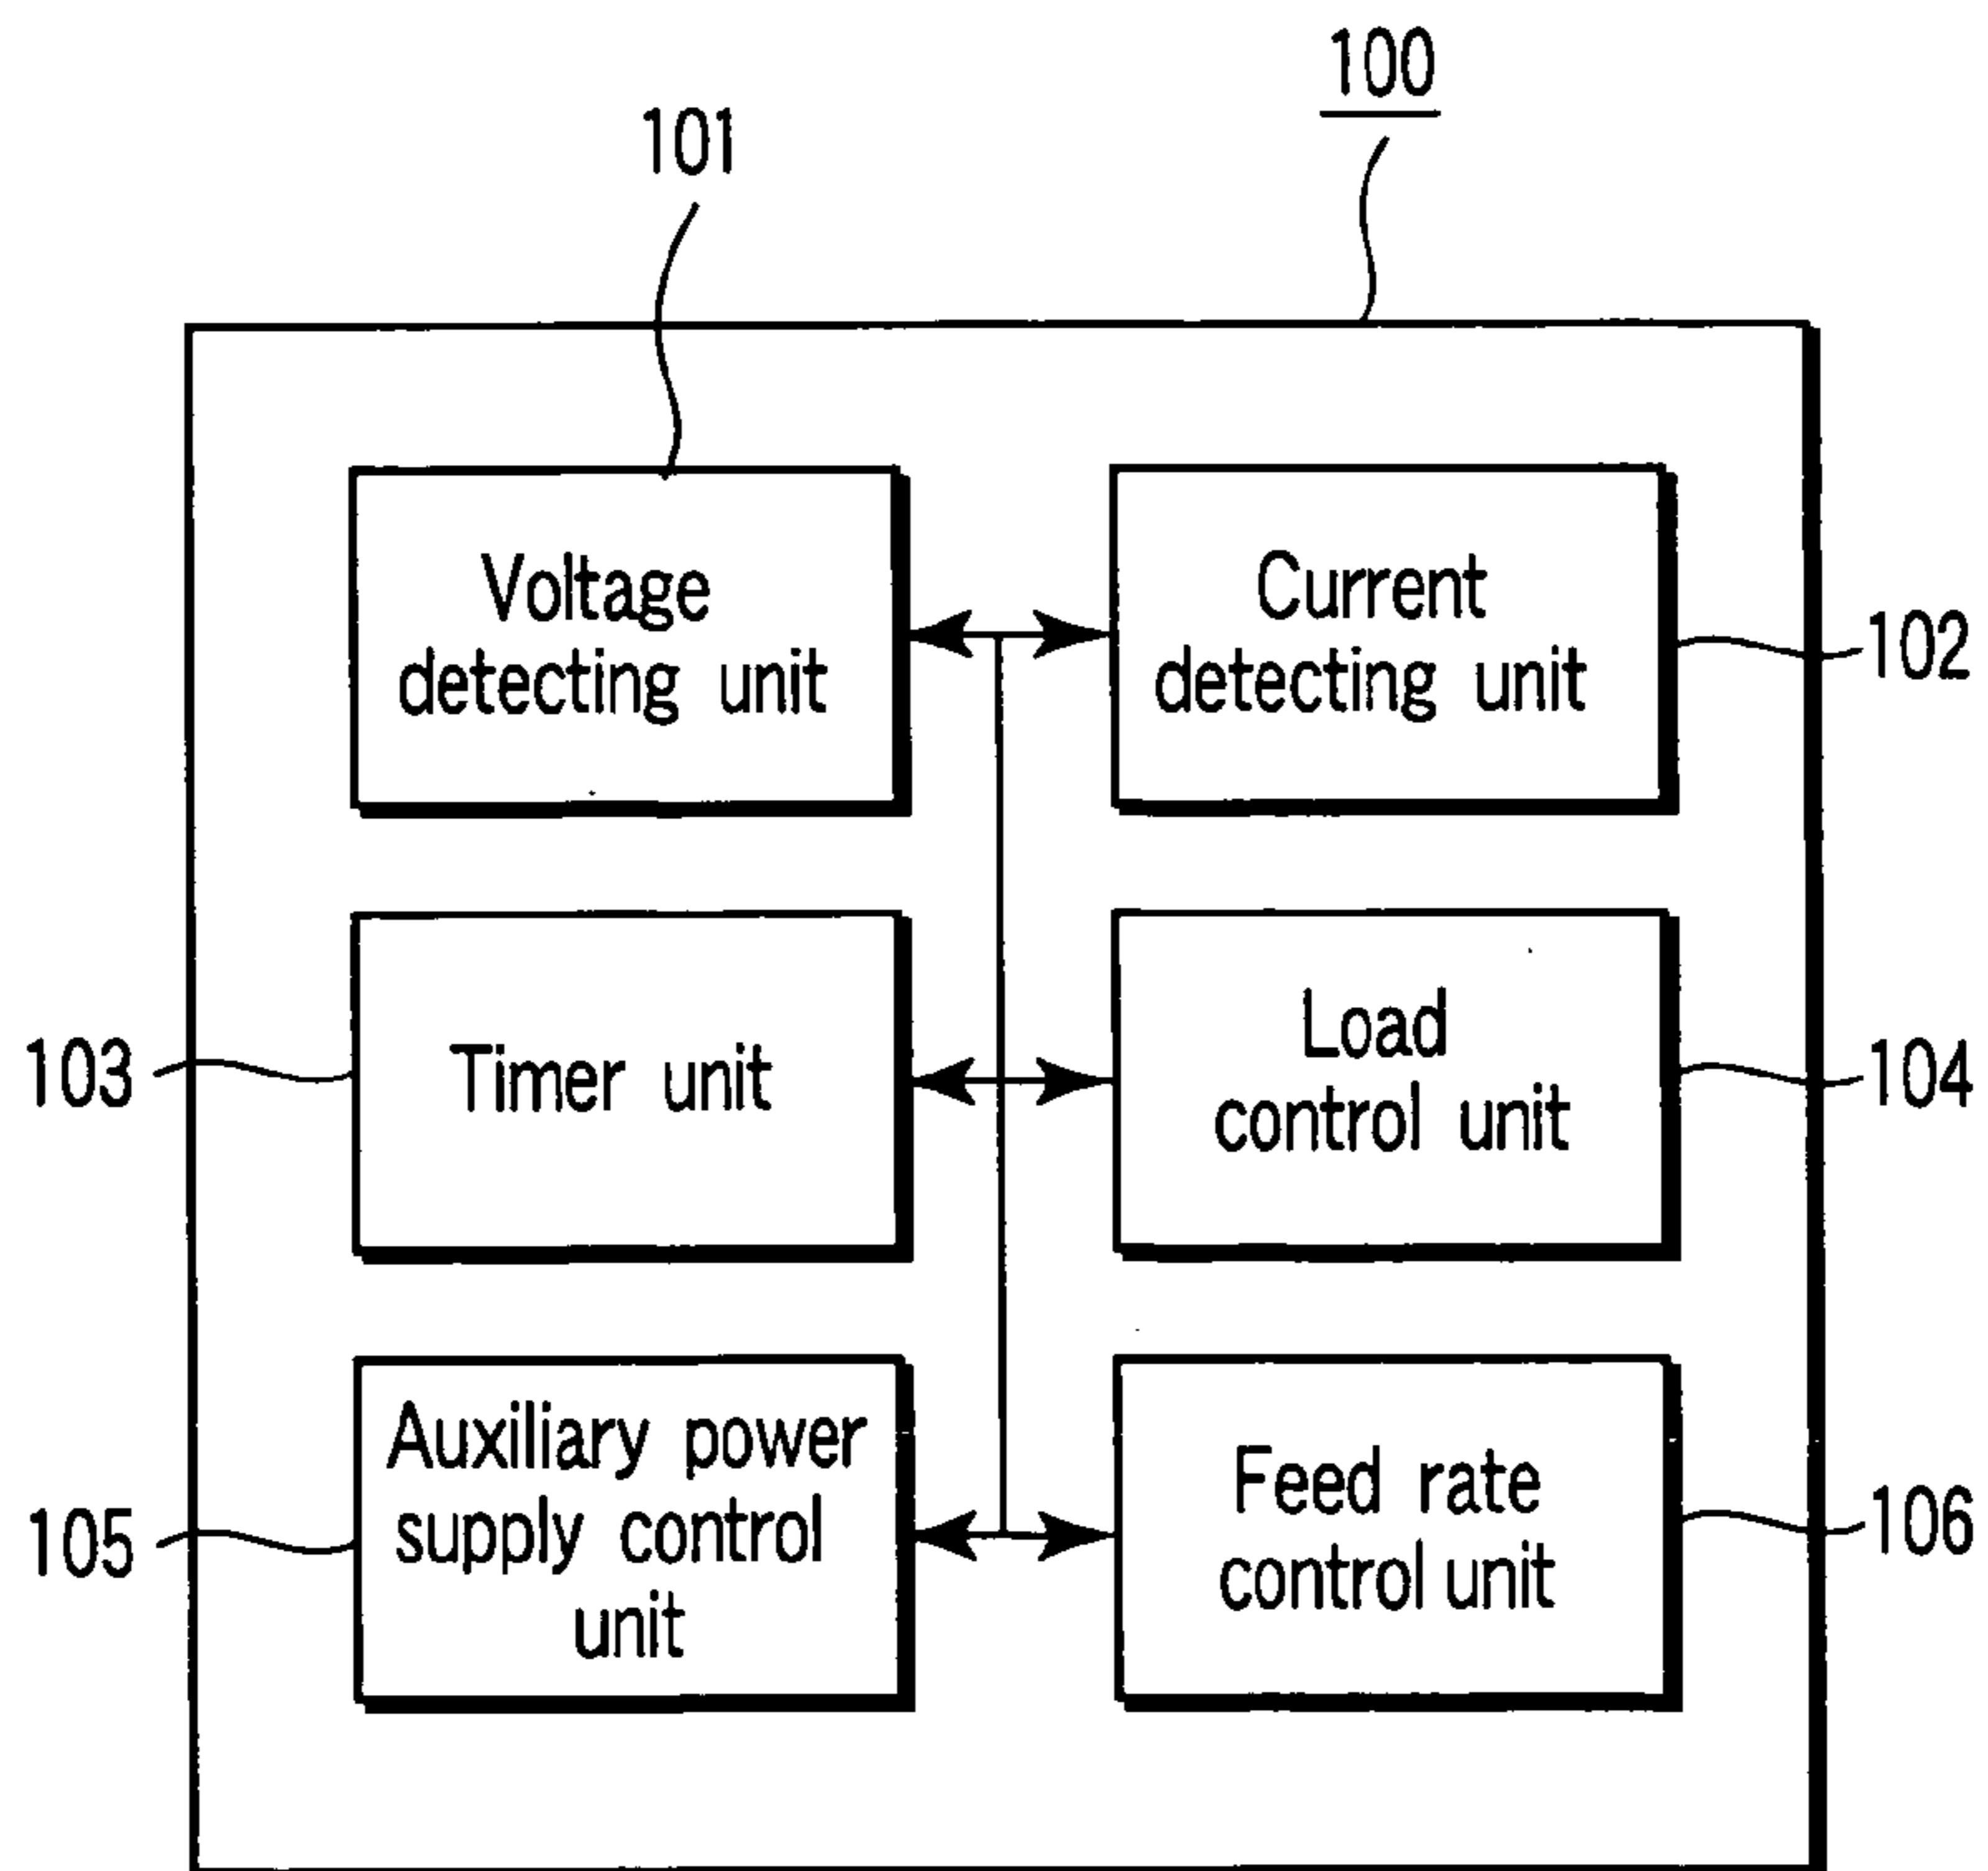 100
101
Voltage
detecting unit
Current
detecting unit
102
103
Timer unit
Load
control unit
104
105
Auxiliary power
supply control
unit
Feed rate
control unit
106